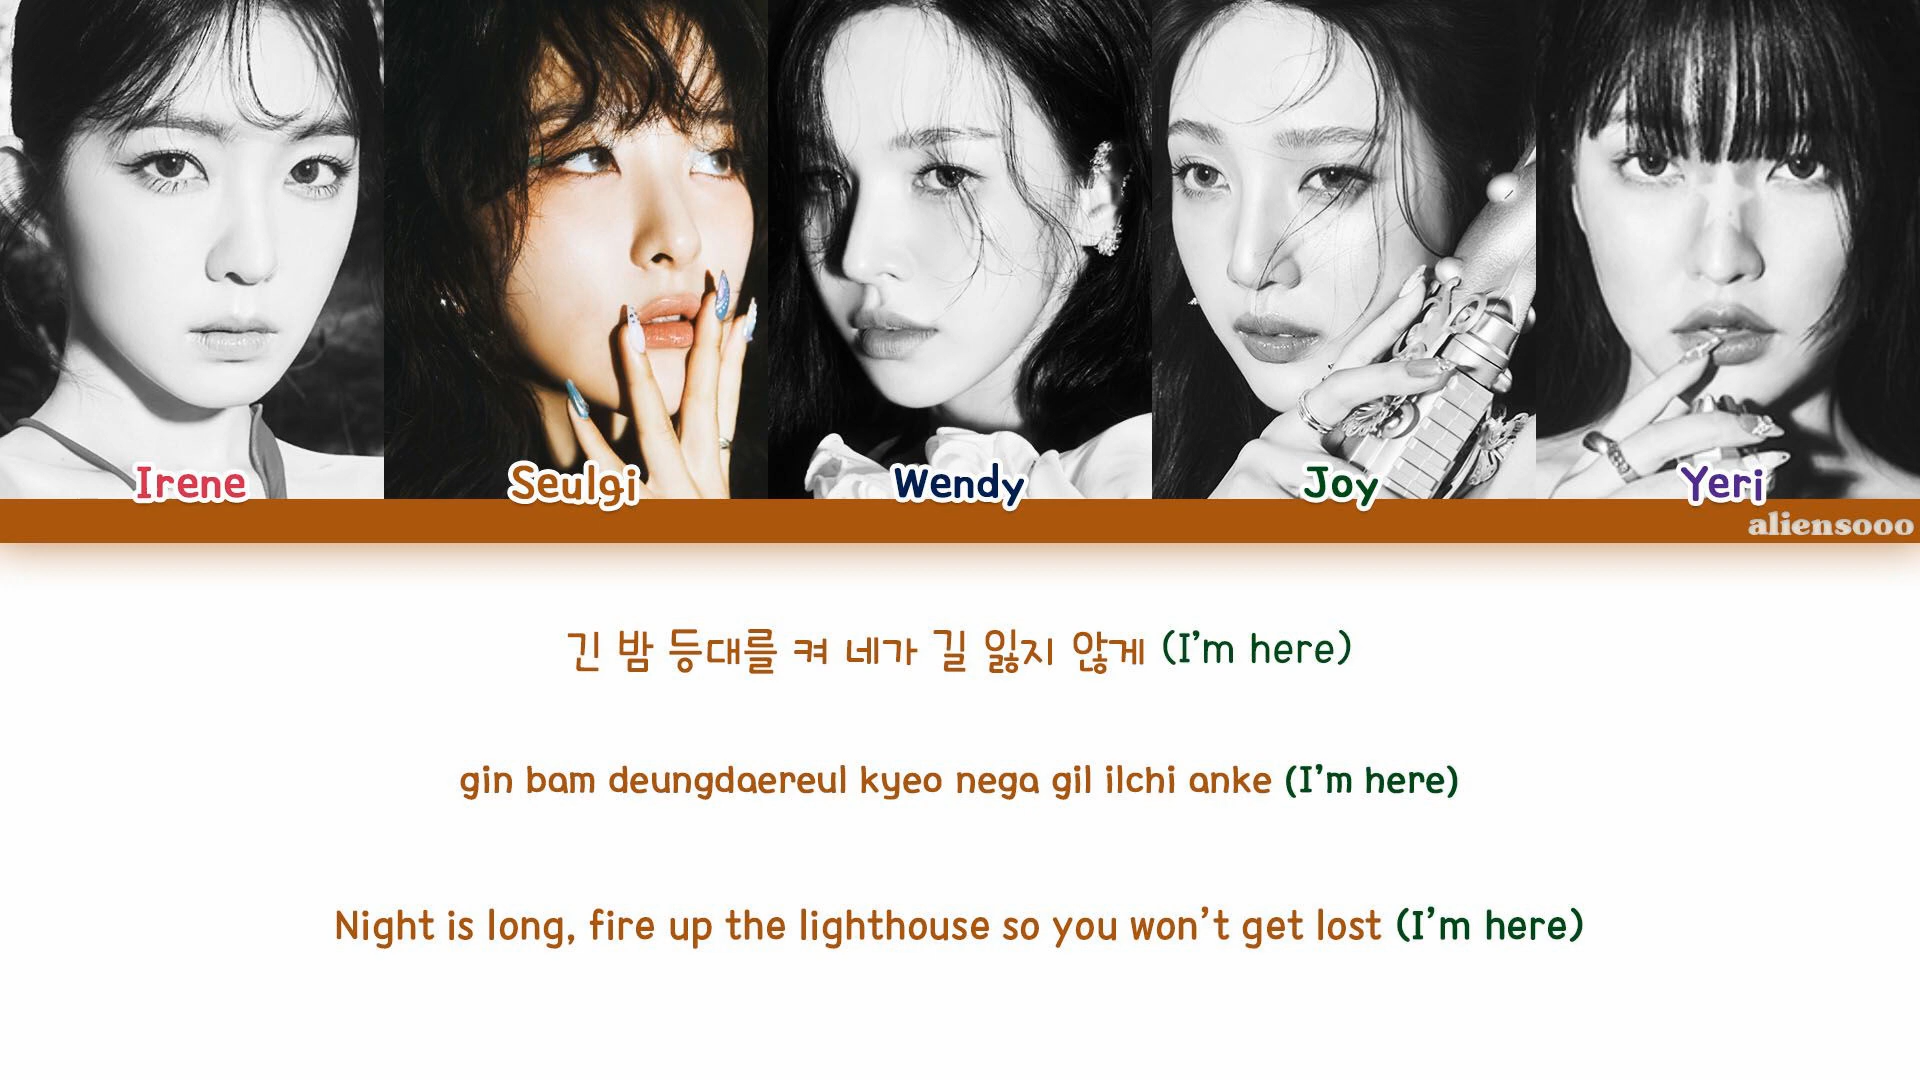 Irene
Seulgi
Wendy
Joy
Yeri
aliensooo
긴 밤 등대를 켜 네가 길 잃지 않게 (I'm here)
gin bam deungdaereul kyeo nega gil ilchi anke (I'm here)
Night is long, fire up the lighthouse so you won't get lost (I'm here)